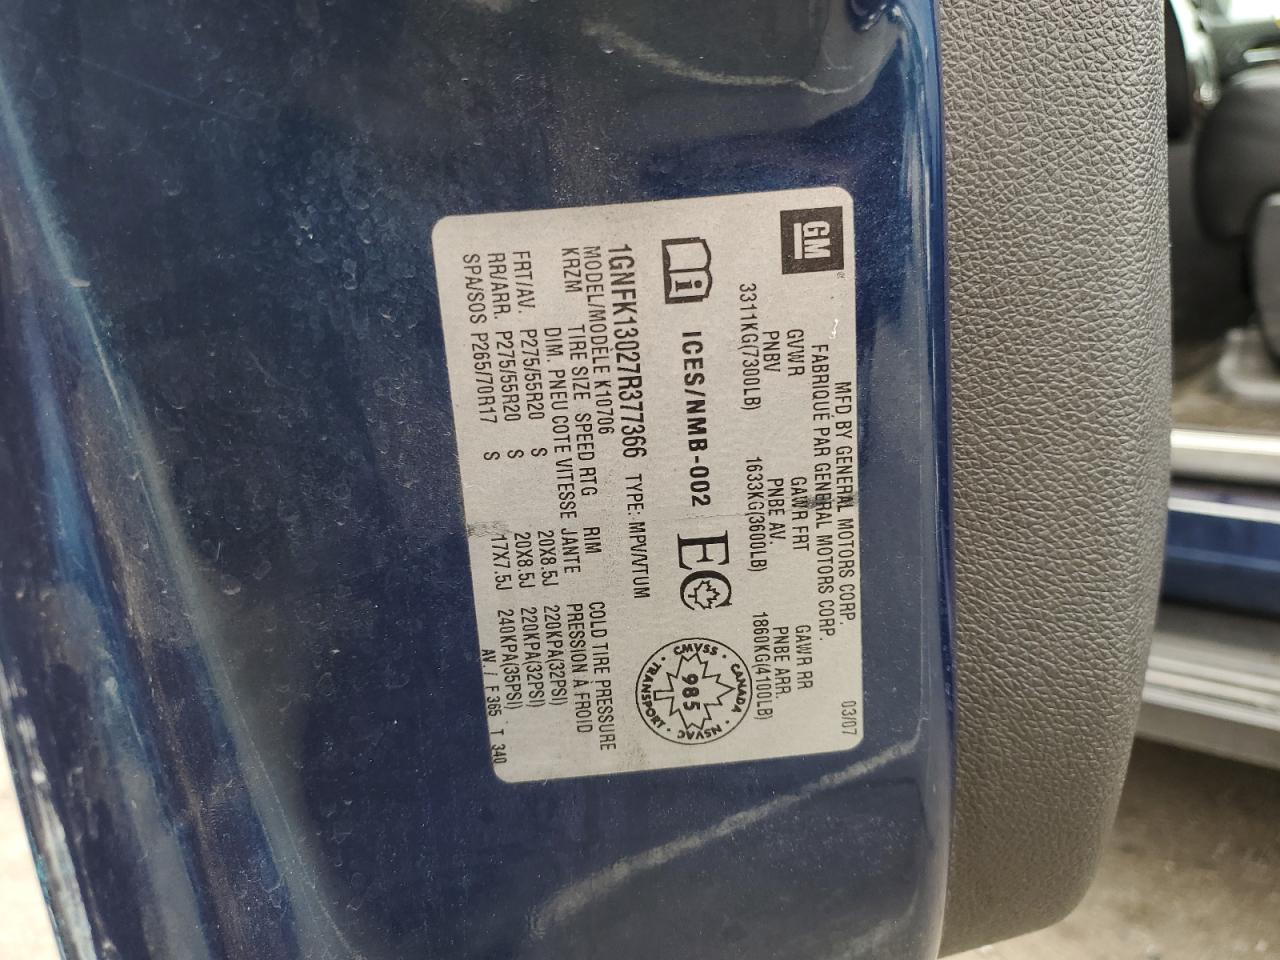 GM
MFD BY GENERAL MOTORS CORP. 03/07
FABRIQUÉ PAR GENERAL MOTORS CORP.
GVWR GAWR FRT GAWR RR
PNBV PNBE AV. PNBE ARR.
3311KG(7300LB) 1633KG(3600LB) 1860KG(4100LB)
ICES/NMB-002 EC CMVSS · CANADA · NSVAC · TRANSPORT · 985
1GNFK13027R377366 TYPE: MPV/VTUM
MODEL/MODÈLE K10706
KRZM TIRE SIZE SPEED RTG RIM COLD TIRE PRESSURE
DIM. PNEU COTE VITESSE JANTE PRESSION À FROID
FRT/AV. P275/55R20 S 20X8.5J 220KPA(32PSI)
RR/ARR. P275/55R20 S 20X8.5J 220KPA(32PSI)
SPA/SOS P265/70R17 S 17X7.5J 240KPA(35PSI)
AV./ F 365 T 340